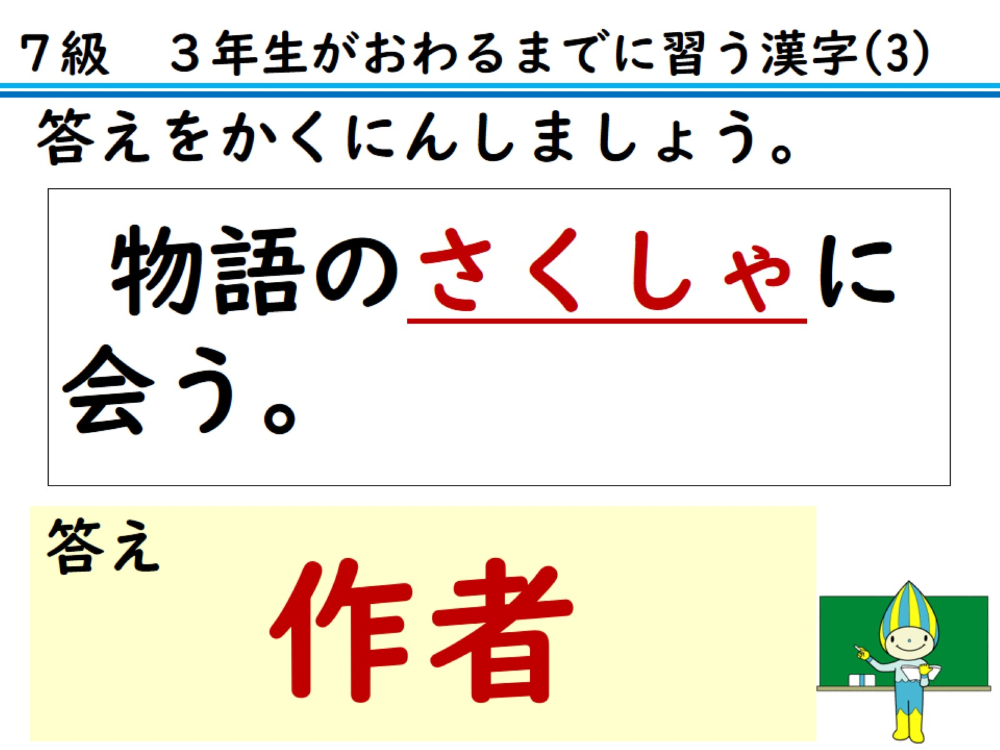 ７級　３年生がおわるまでに習う漢字(3)
答えをかくにんしましょう。
物語のさくしゃに
会う。
答え
作者